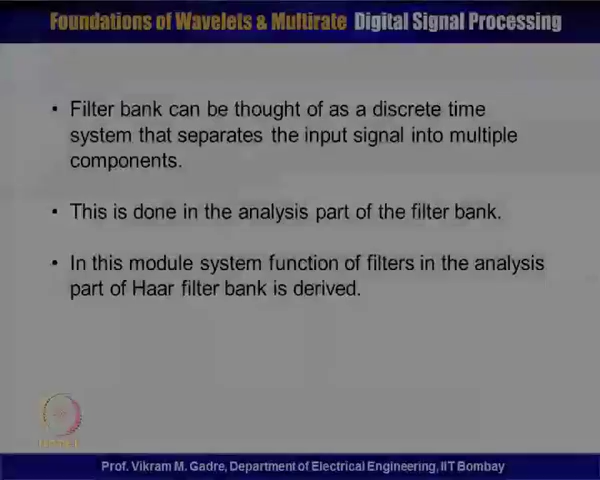 Foundations of Wavelets & Multirate Digital Signal Processing
• Filter bank can be thought of as a discrete time
system that separates the input signal into multiple
components.
• This is done in the analysis part of the filter bank.
• In this module system function of filters in the analysis
part of Haar filter bank is derived.
Prof. Vikram M. Gadre, Department of Electrical Engineering, IIT Bombay